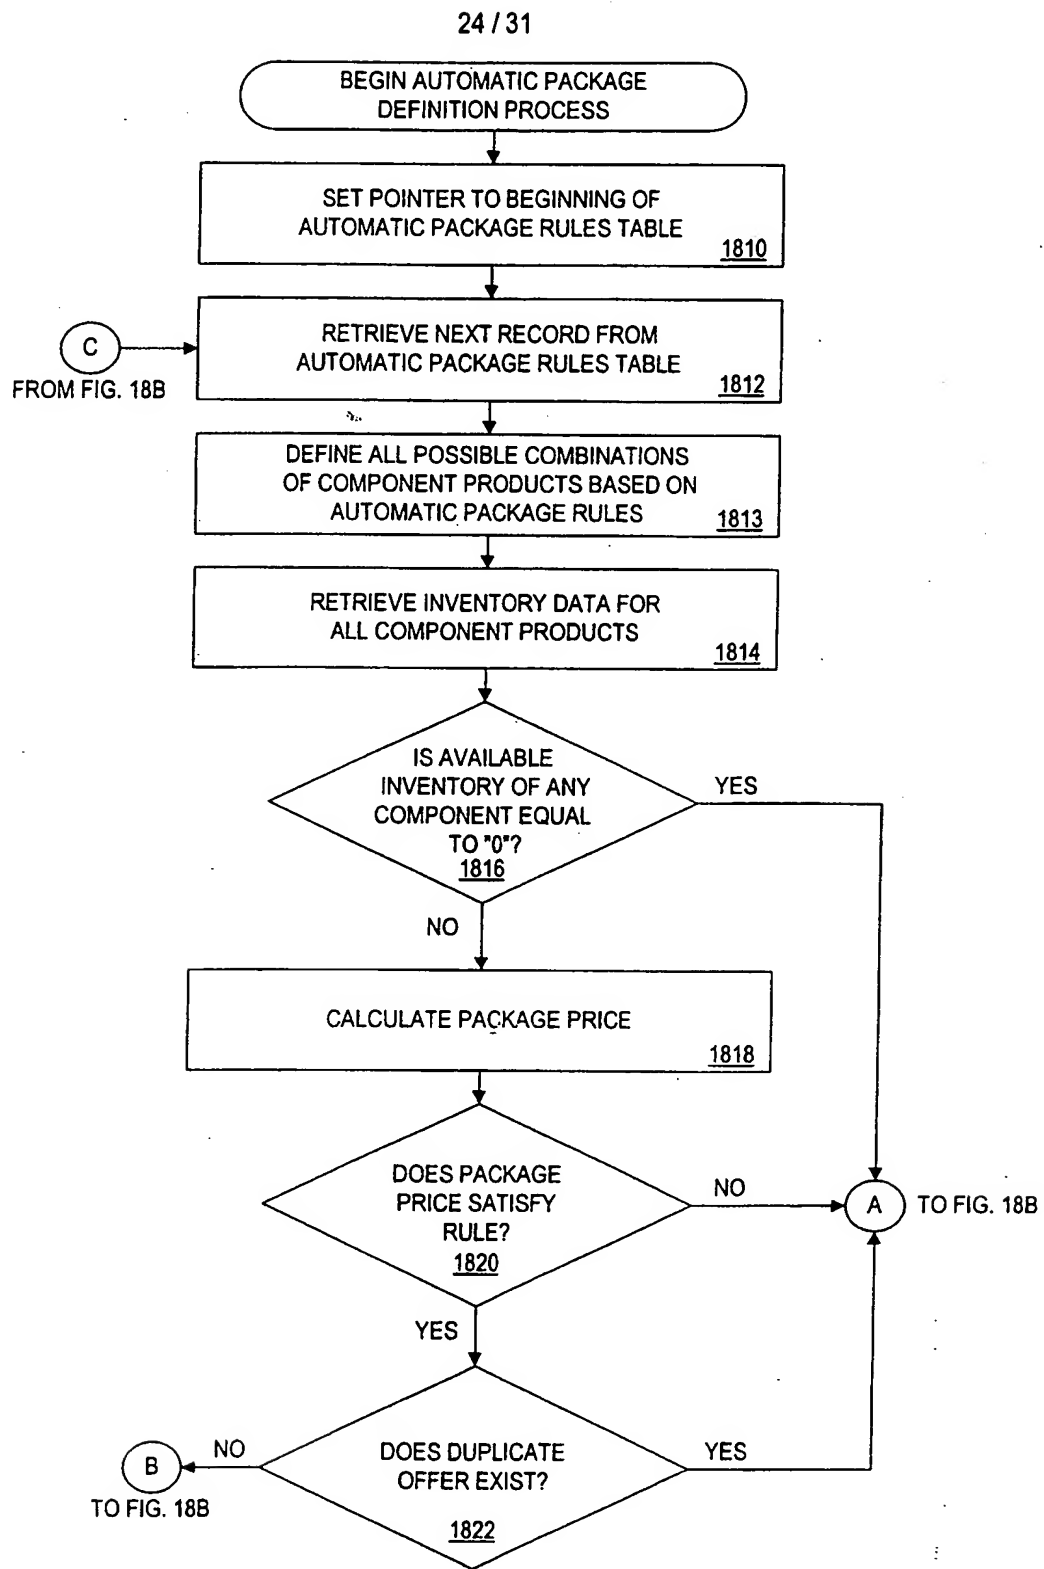 24 / 31
BEGIN AUTOMATIC PACKAGE
DEFINITION PROCESS
SET POINTER TO BEGINNING OF
AUTOMATIC PACKAGE RULES TABLE
1810
C
FROM FIG. 18B
RETRIEVE NEXT RECORD FROM
AUTOMATIC PACKAGE RULES TABLE
1812
DEFINE ALL POSSIBLE COMBINATIONS
OF COMPONENT PRODUCTS BASED ON
AUTOMATIC PACKAGE RULES
1813
RETRIEVE INVENTORY DATA FOR
ALL COMPONENT PRODUCTS
1814
IS AVAILABLE
INVENTORY OF ANY
COMPONENT EQUAL
TO "0"?
1816
YES
NO
CALCULATE PACKAGE PRICE
1818
DOES PACKAGE
PRICE SATISFY
RULE?
1820
NO
A
TO FIG. 18B
YES
DOES DUPLICATE
OFFER EXIST?
1822
YES
NO
B
TO FIG. 18B